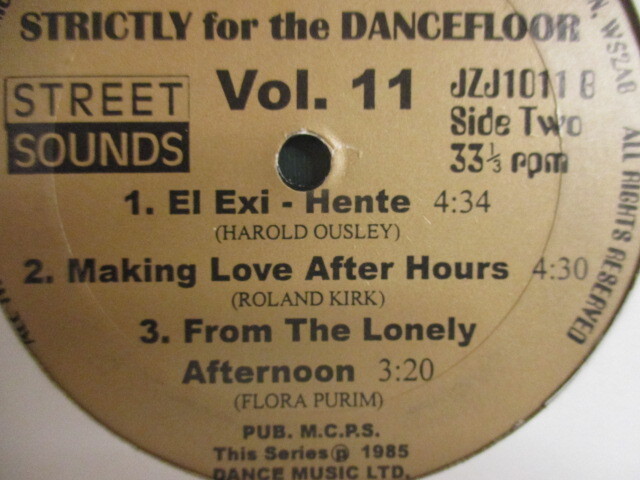 STRICTLY for the DANCEFLOOR
STREET
SOUNDS
Vol. 11
JZJ1011 B
Side Two
33⅓ rpm
1. El Exi - Hente 4:34
(HAROLD OUSLEY)
2. Making Love After Hours 4:30
(ROLAND KIRK)
3. From The Lonely
Afternoon 3:20
(FLORA PURIM)
PUB. M.C.P.S.
This Series ℗ 1985
DANCE MUSIC LTD.
ALL RIGHTS RESERVED